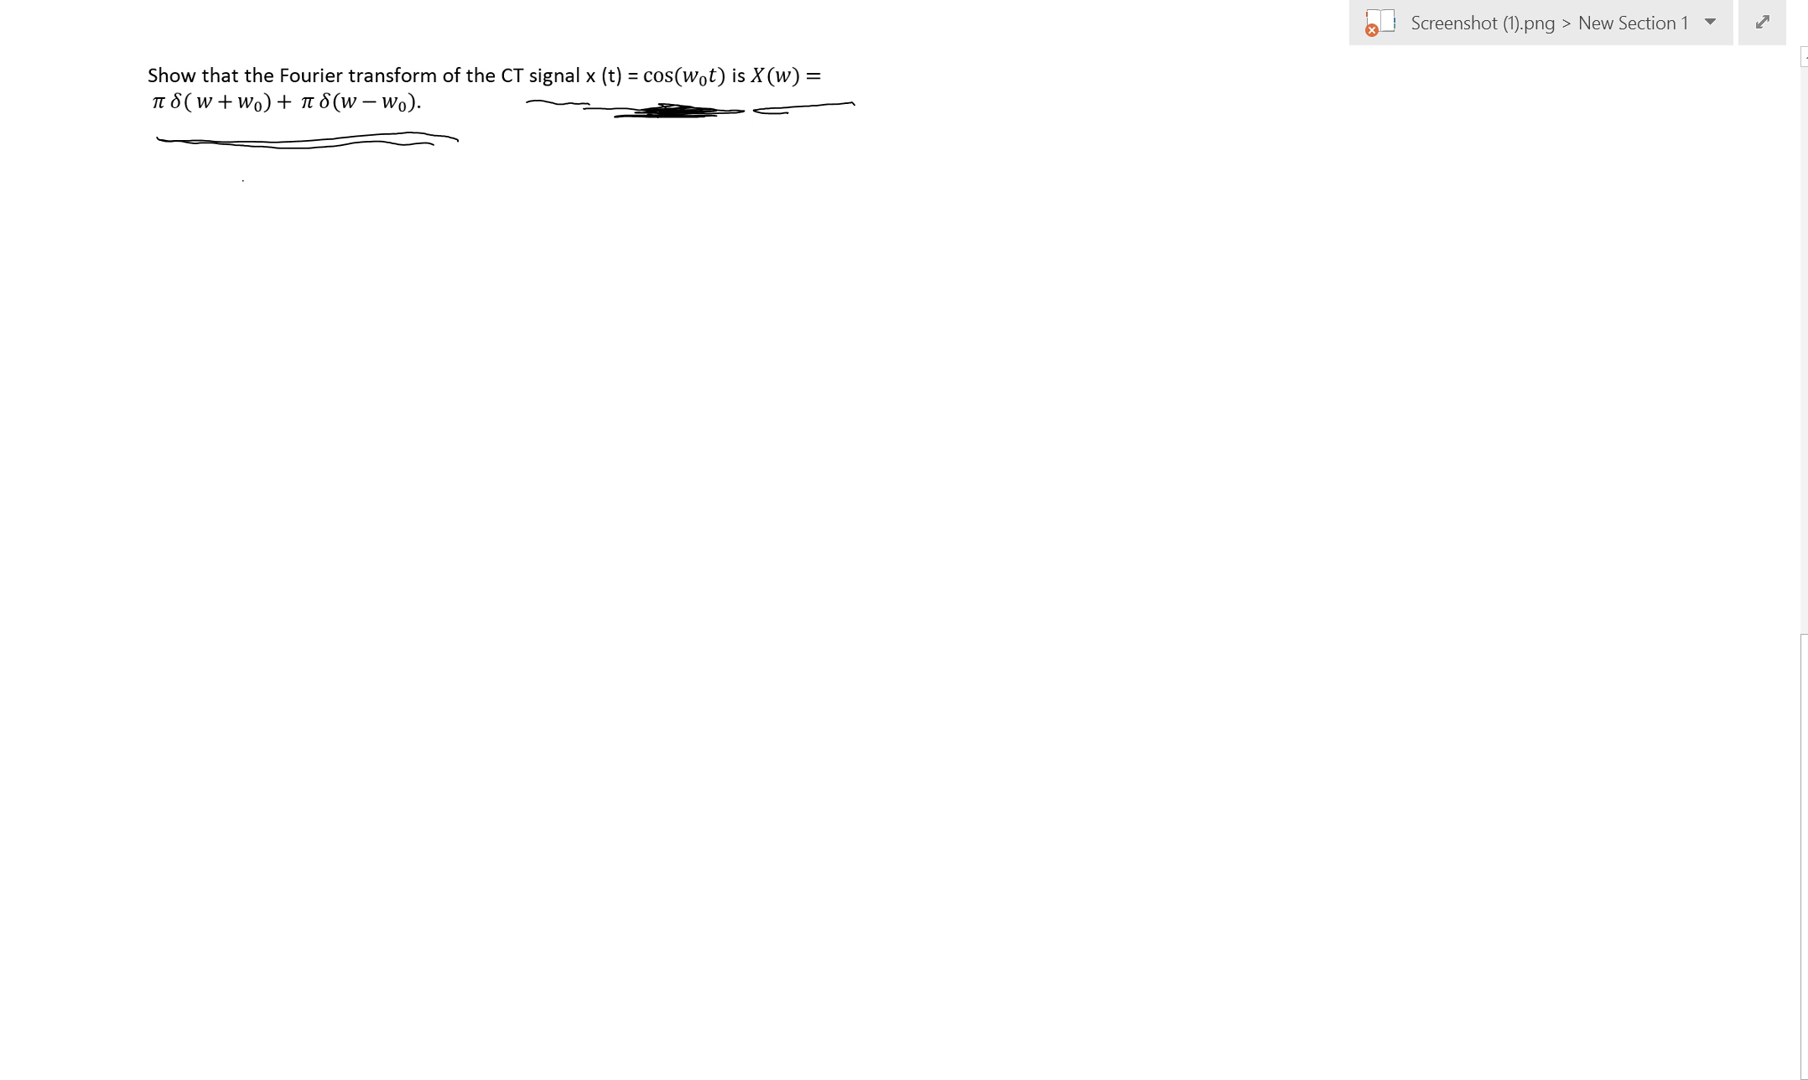 Screenshot (1).png > New Section 1
Show that the Fourier transform of the CT signal x (t) = cos(w₀t) is X(w) =
π δ( w + w₀) + π δ(w − w₀).